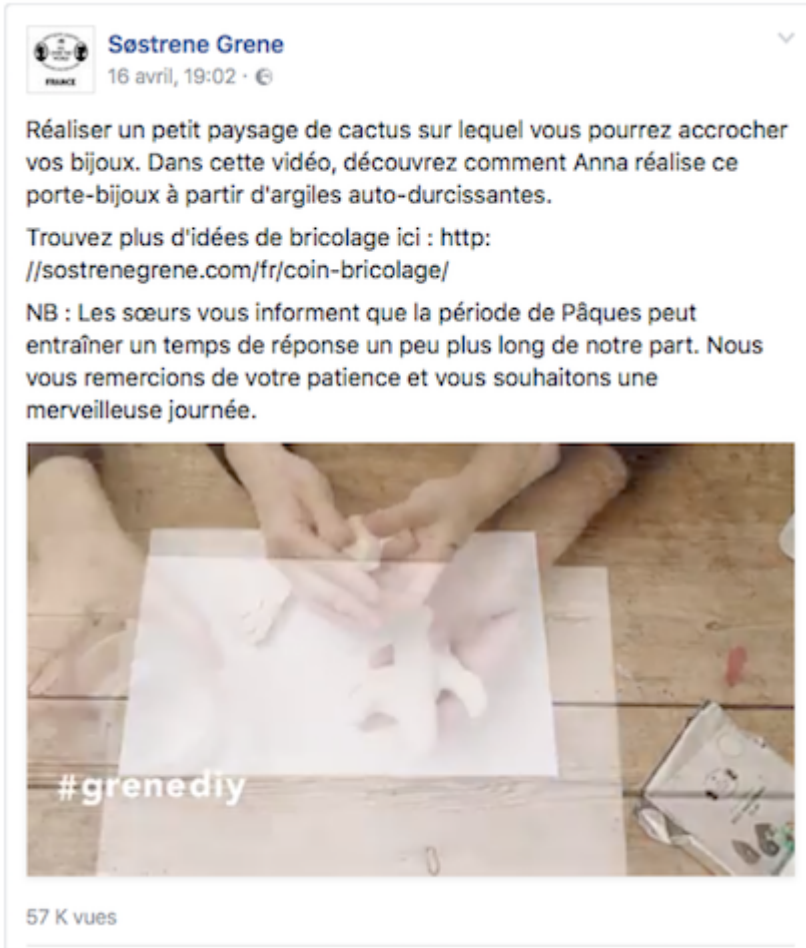 Søstrene Grene
16 avril, 19:02 ·
FRANCE
Réaliser un petit paysage de cactus sur lequel vous pourrez accrocher
vos bijoux. Dans cette vidéo, découvrez comment Anna réalise ce
porte-bijoux à partir d'argiles auto-durcissantes.
Trouvez plus d'idées de bricolage ici : http:
//sostrenegrene.com/fr/coin-bricolage/
NB : Les sœurs vous informent que la période de Pâques peut
entraîner un temps de réponse un peu plus long de notre part. Nous
vous remercions de votre patience et vous souhaitons une
merveilleuse journée.
#grenediy
57 K vues